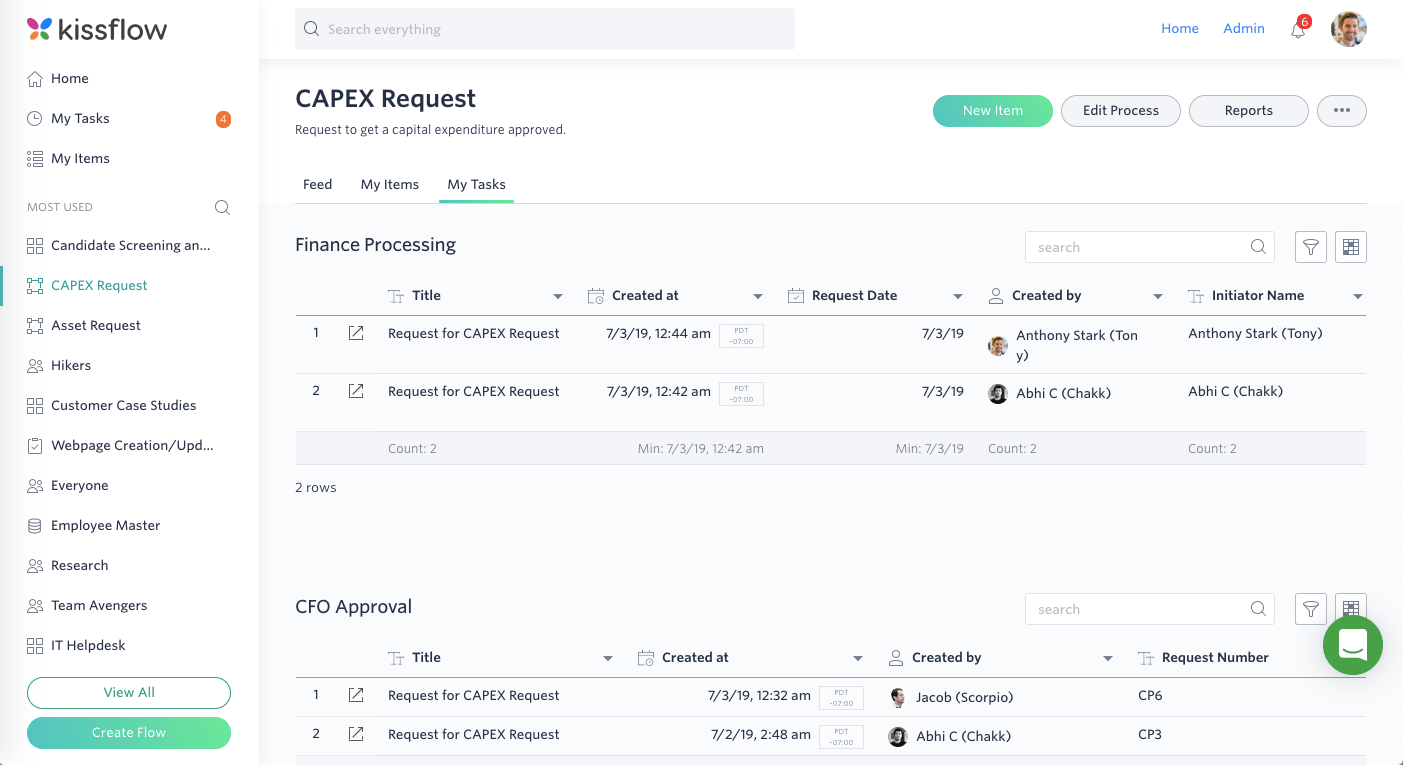 kissflow
Search everything
Home
Admin
6
Home
My Tasks
4
My Items
MOST USED
Candidate Screening an...
CAPEX Request
Asset Request
Hikers
Customer Case Studies
Webpage Creation/Upd...
Everyone
Employee Master
Research
Team Avengers
IT Helpdesk
View All
Create Flow
CAPEX Request
Request to get a capital expenditure approved.
New Item
Edit Process
Reports
Feed
My Items
My Tasks
Finance Processing
search
Title Created at Request Date Created by Initiator Name
1 Request for CAPEX Request 7/3/19, 12:44 am PDT -07:00 7/3/19 Anthony Stark (Ton Anthony Stark (Tony)
y)
2 Request for CAPEX Request 7/3/19, 12:42 am PDT -07:00 7/3/19 Abhi C (Chakk) Abhi C (Chakk)
Count: 2 Min: 7/3/19, 12:42 am Min: 7/3/19 Count: 2 Count: 2
2 rows
CFO Approval
search
Title Created at Created by Request Number
1 Request for CAPEX Request 7/3/19, 12:32 am PDT -07:00 Jacob (Scorpio) CP6
2 Request for CAPEX Request 7/2/19, 2:48 am PDT -07:00 Abhi C (Chakk) CP3